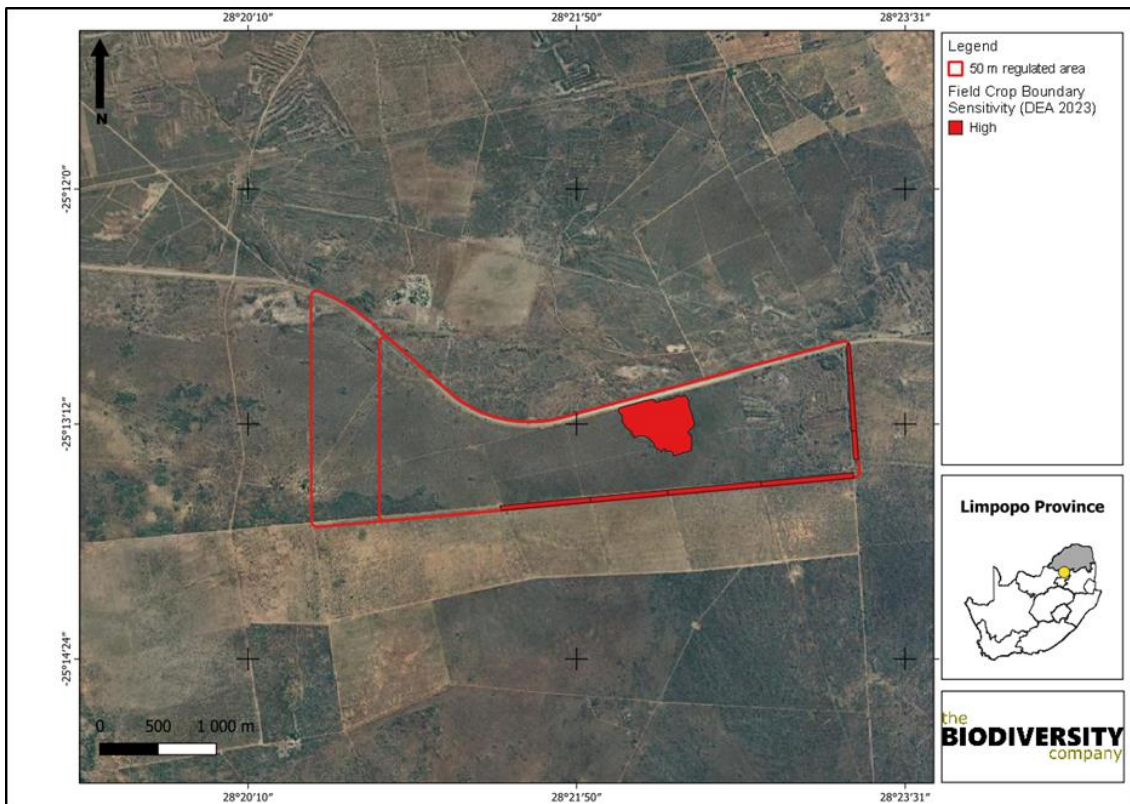 28°20′10″ 28°21′50″ 28°23′31″
N
-25°12′0″
-25°13′12″
-25°14′24″
0 500 1 000 m
28°20′10″ 28°21′50″ 28°23′31″
Legend
50 m regulated area
Field Crop Boundary
Sensitivity (DEA 2023)
High
Limpopo Province
the
BIODIVERSITY
company